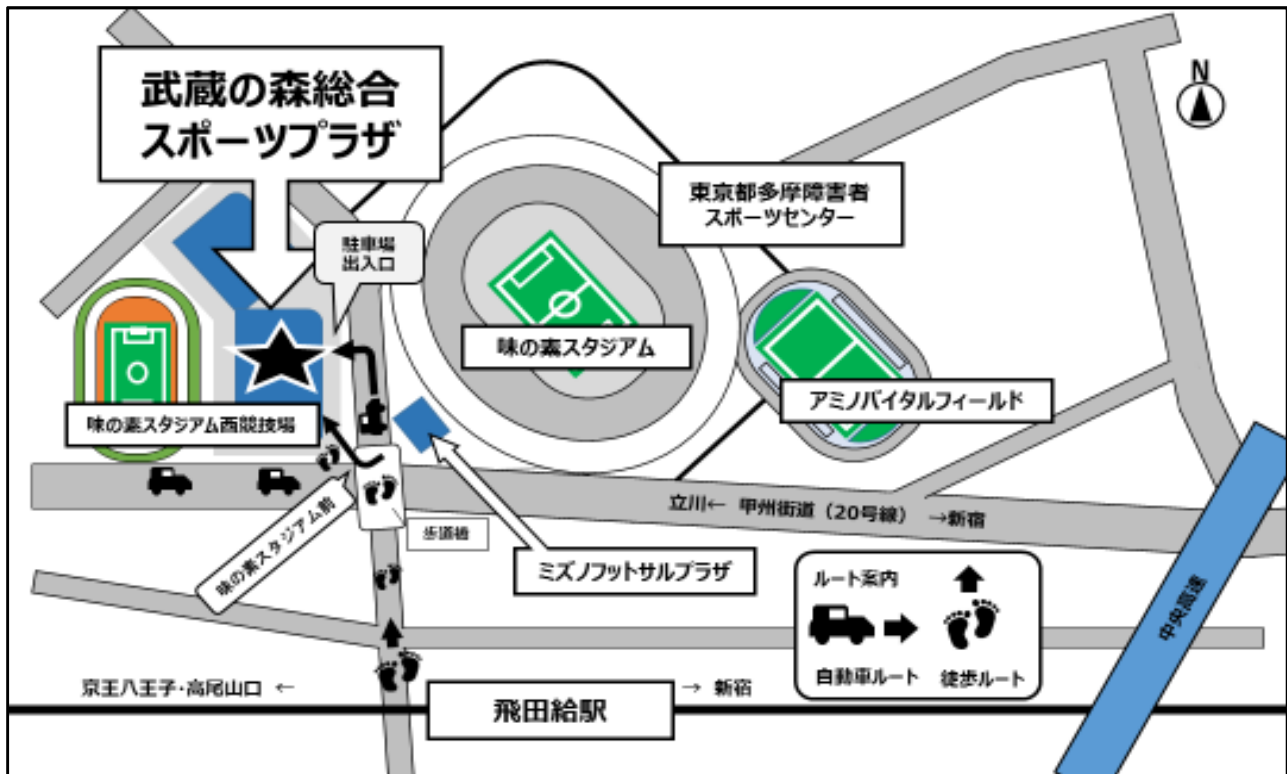 武蔵の森総合
スポーツプラザ
N
東京都多摩障害者
スポーツセンター
駐車場
出入口
味の素スタジアム
アミノバイタルフィールド
味の素スタジアム西競技場
立川← 甲州街道（20号線） →新宿
味の素スタジアム前
歩道橋
ミズノフットサルプラザ
ルート案内
自動車ルート
徒歩ルート
中央高速
京王八王子・高尾山口 ←
→ 新宿
飛田給駅